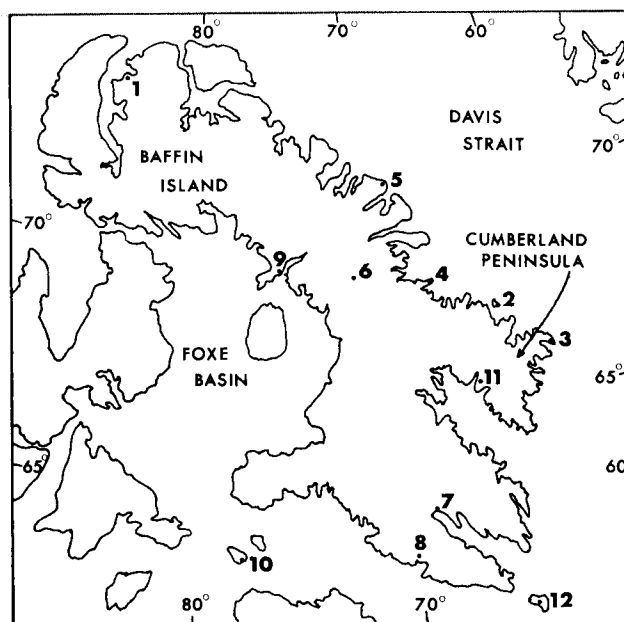 80°
70°
60°
1
DAVIS
STRAIT
70°
BAFFIN
ISLAND
5
70°
CUMBERLAND
PENINSULA
9
6
4
2
3
FOXE
BASIN
65°
11
65°
60
7
8
10
12
80°
70°